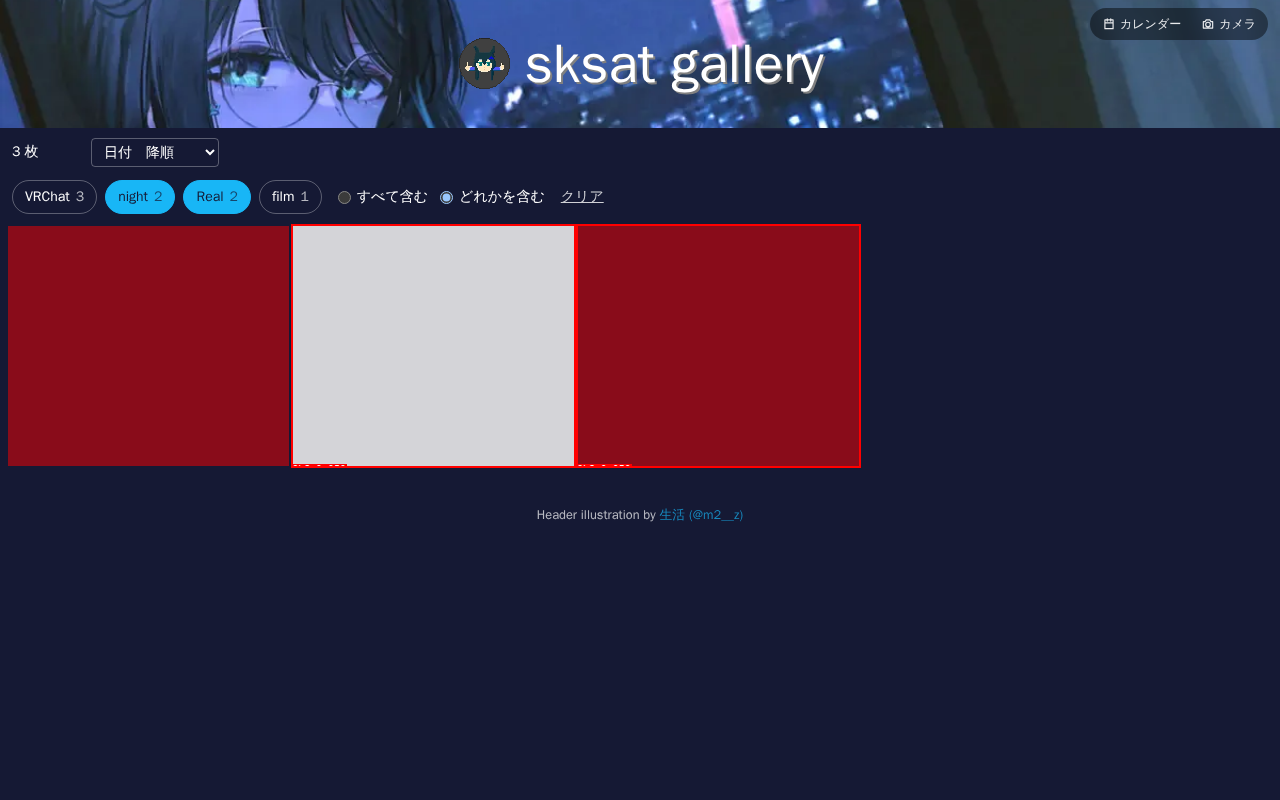 カレンダー カメラ
sksat gallery
3 枚 日付 降順
VRChat 3 night 2 Real 2 film 1 すべて含む どれかを含む クリア
Header illustration by 生活 (@m2__z)